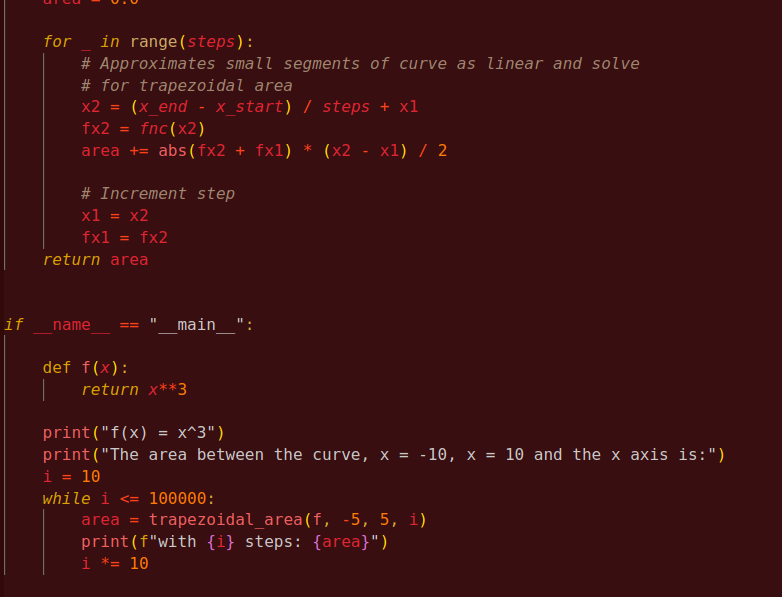 area = 0.0
for _ in range(steps):
# Approximates small segments of curve as linear and solve
# for trapezoidal area
x2 = (x_end - x_start) / steps + x1
fx2 = fnc(x2)
area += abs(fx2 + fx1) * (x2 - x1) / 2
# Increment step
x1 = x2
fx1 = fx2
return area
if __name__ == "__main__":
def f(x):
return x**3
print("f(x) = x^3")
print("The area between the curve, x = -10, x = 10 and the x axis is:")
i = 10
while i <= 100000:
area = trapezoidal_area(f, -5, 5, i)
print(f"with {i} steps: {area}")
i *= 10